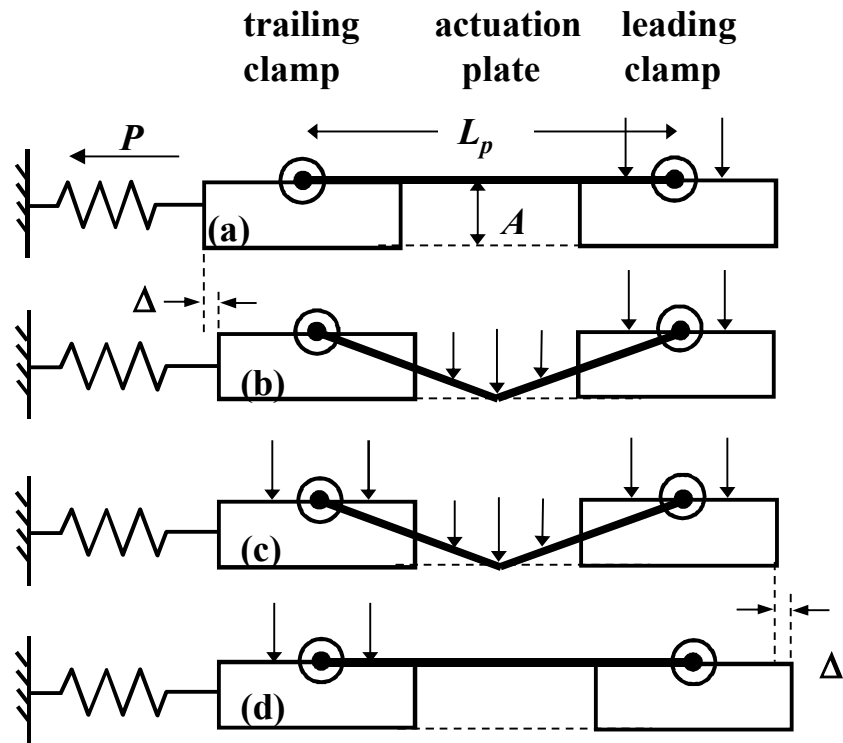 trailing actuation leading
clamp plate clamp
P
L_p
A
(a)
Δ
(b)
(c)
Δ
(d)